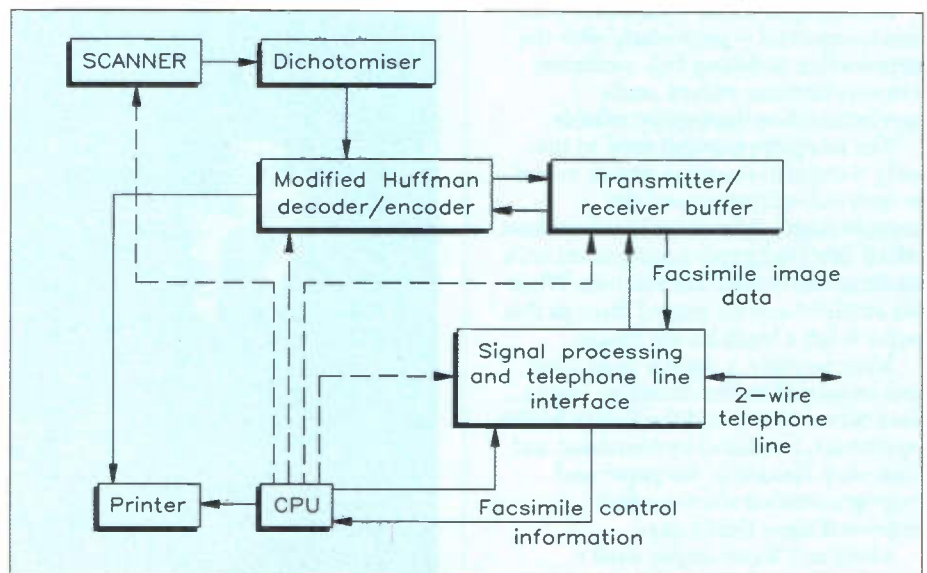 SCANNER
Dichotomiser
Modified Huffman
decoder/encoder
Transmitter/
receiver buffer
Facsimile image
data
Signal processing
and telephone line
interface
2-wire
telephone
line
Printer
CPU
Facsimile control
information